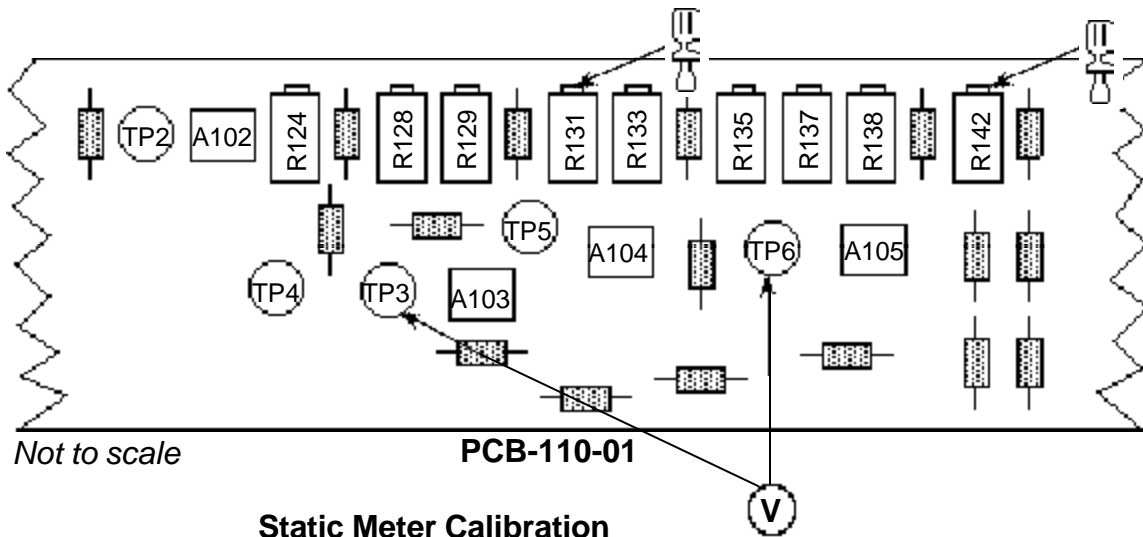 TP2 A102 R124 R128 R129 R131 R133 R135 R137 R138 R142
TP5 A104 TP6 A105
TP4 TP3 A103
Not to scale PCB-110-01
V
Static Meter Calibration